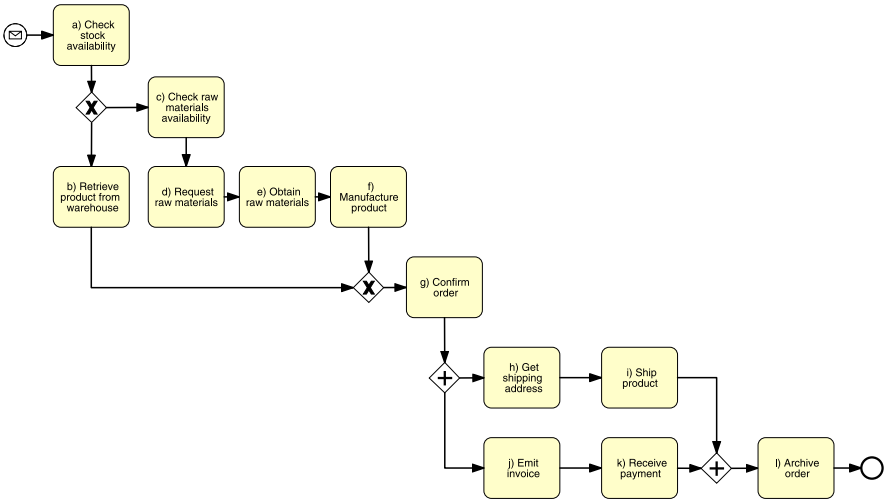 a) Check
stock
availability
c) Check raw
materials
availability
b) Retrieve
product from
warehouse
d) Request
raw materials
e) Obtain
raw materials
f)
Manufacture
product
g) Confirm
order
h) Get
shipping
address
i) Ship
product
j) Emit
invoice
k) Receive
payment
l) Archive
order